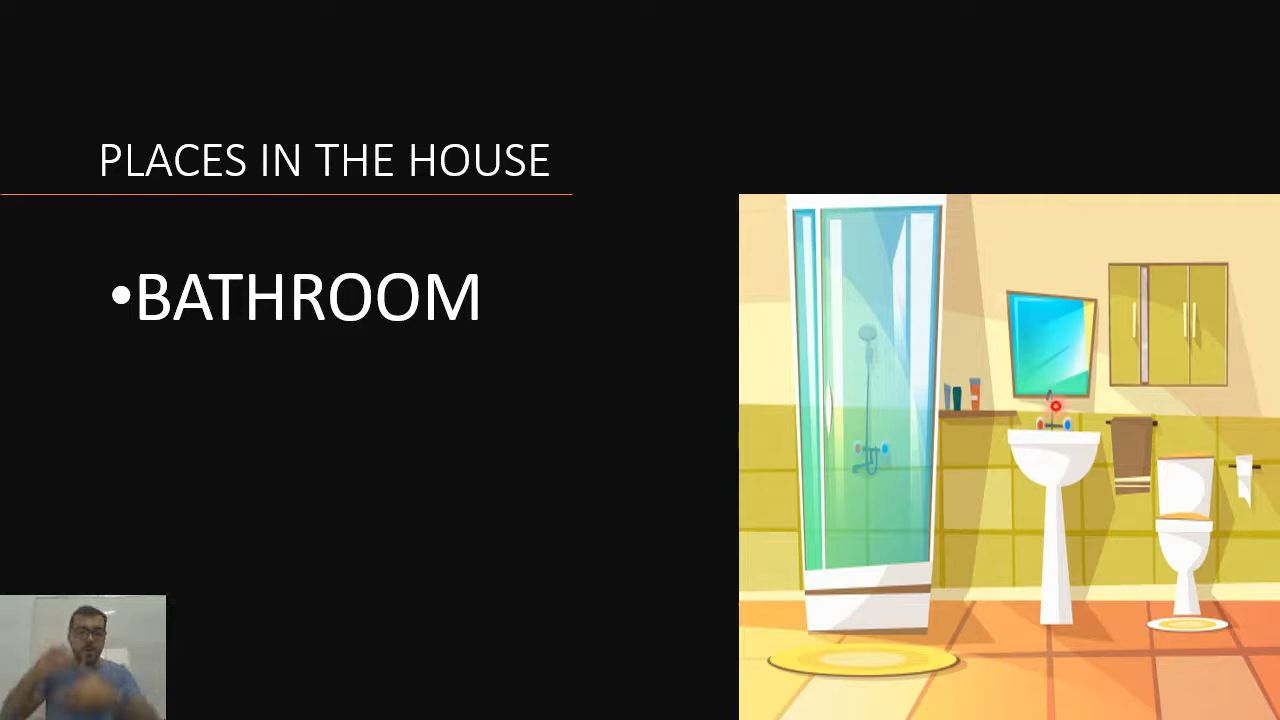 PLACES IN THE HOUSE
•BATHROOM